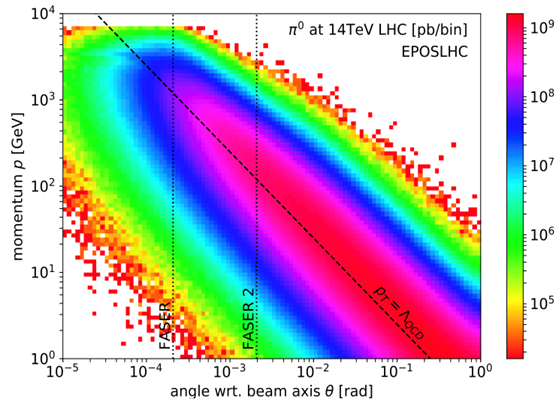 π⁰ at 14TeV LHC [pb/bin]
EPOSLHC
momentum p [GeV]
10⁴
10³
10²
10¹
10⁰
FASER
FASER 2
p_T = Λ_QCD
10⁻⁵
10⁻⁴
10⁻³
10⁻²
10⁻¹
10⁰
angle wrt. beam axis θ [rad]
10⁹
10⁸
10⁷
10⁶
10⁵